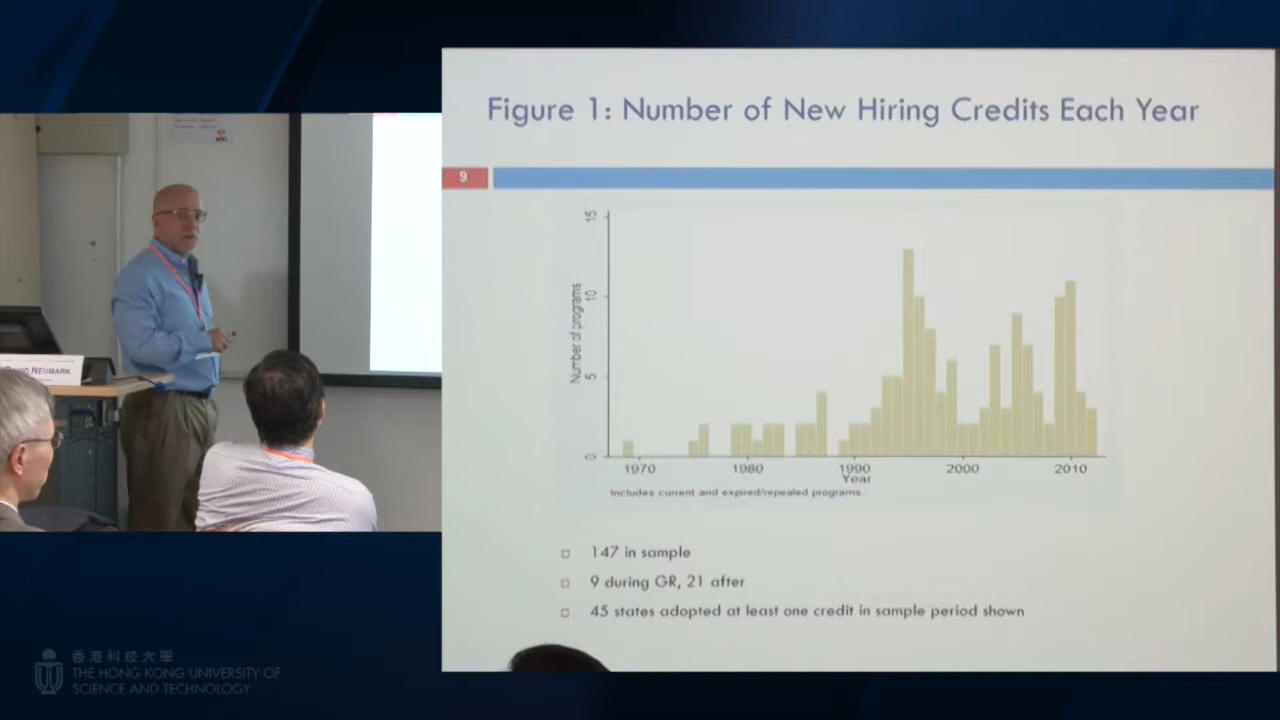 Figure 1: Number of New Hiring Credits Each Year
9
15
10
5
0
Number of programs
1970 1980 1990 2000 2010
Year
Includes current and expired/repealed programs.
147 in sample
9 during GR, 21 after
45 states adopted at least one credit in sample period shown
NEUMARK
香港科技大學
THE HONG KONG UNIVERSITY OF
SCIENCE AND TECHNOLOGY